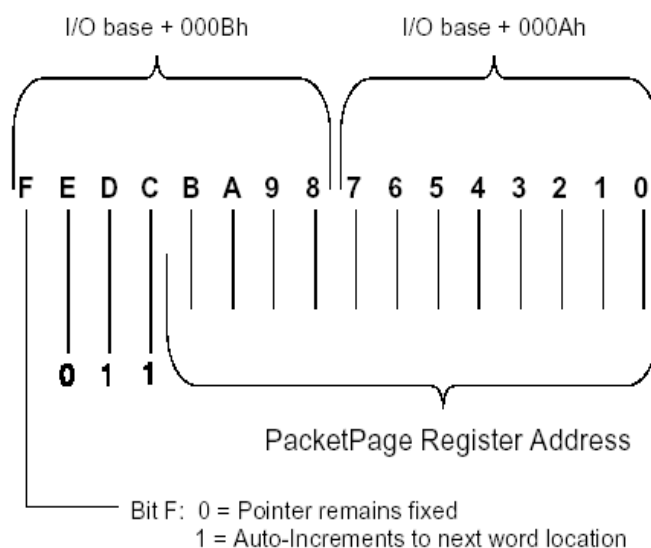 I/O base + 000Bh I/O base + 000Ah
F E D C B A 9 8 7 6 5 4 3 2 1 0
0 1 1
PacketPage Register Address
Bit F: 0 = Pointer remains fixed
1 = Auto-Increments to next word location